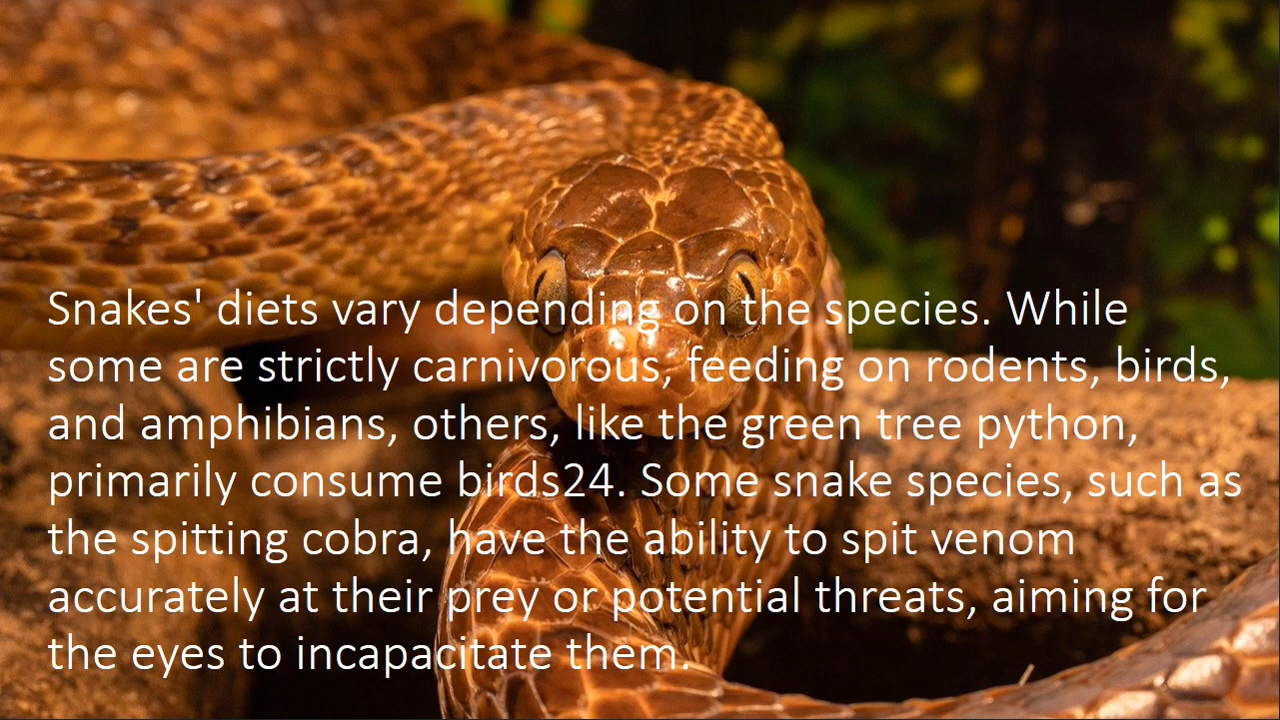 Snakes' diets vary depending on the species. While
some are strictly carnivorous, feeding on rodents, birds,
and amphibians, others, like the green tree python,
primarily consume birds24. Some snake species, such as
the spitting cobra, have the ability to spit venom
accurately at their prey or potential threats, aiming for
the eyes to incapacitate them.